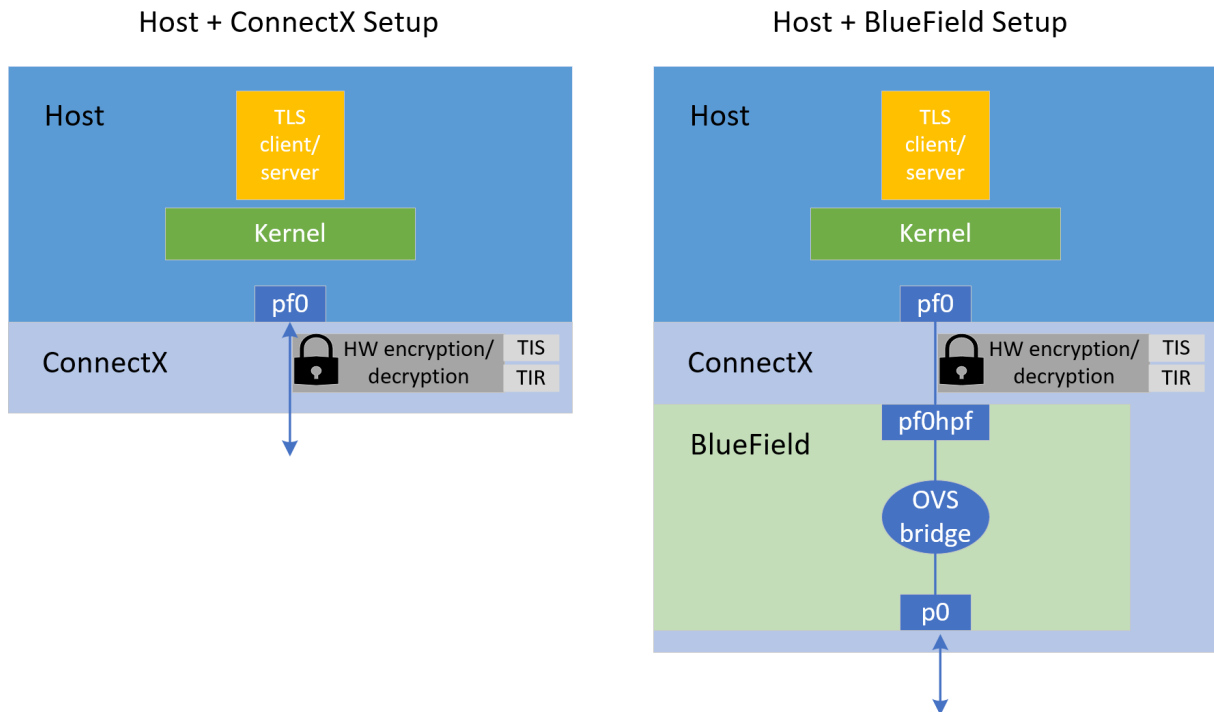 Host + ConnectX Setup
Host
TLS
client/
server
Kernel
pf0
ConnectX
HW encryption/
decryption
TIS
TIR
Host + BlueField Setup
Host
TLS
client/
server
Kernel
pf0
ConnectX
HW encryption/
decryption
TIS
TIR
pf0hpf
BlueField
OVS
bridge
p0